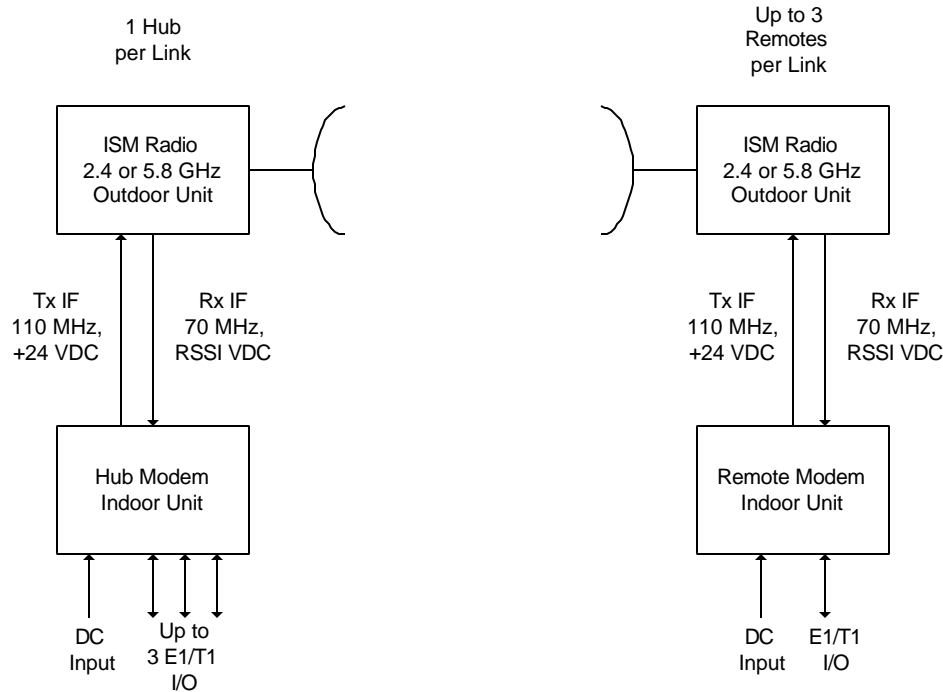 1 Hub
per Link
Up to 3
Remotes
per Link
ISM Radio
2.4 or 5.8 GHz
Outdoor Unit
ISM Radio
2.4 or 5.8 GHz
Outdoor Unit
Tx IF
110 MHz,
+24 VDC
Rx IF
70 MHz,
RSSI VDC
Tx IF
110 MHz,
+24 VDC
Rx IF
70 MHz,
RSSI VDC
Hub Modem
Indoor Unit
Remote Modem
Indoor Unit
DC
Input
Up to
3 E1/T1
I/O
DC
Input
E1/T1
I/O